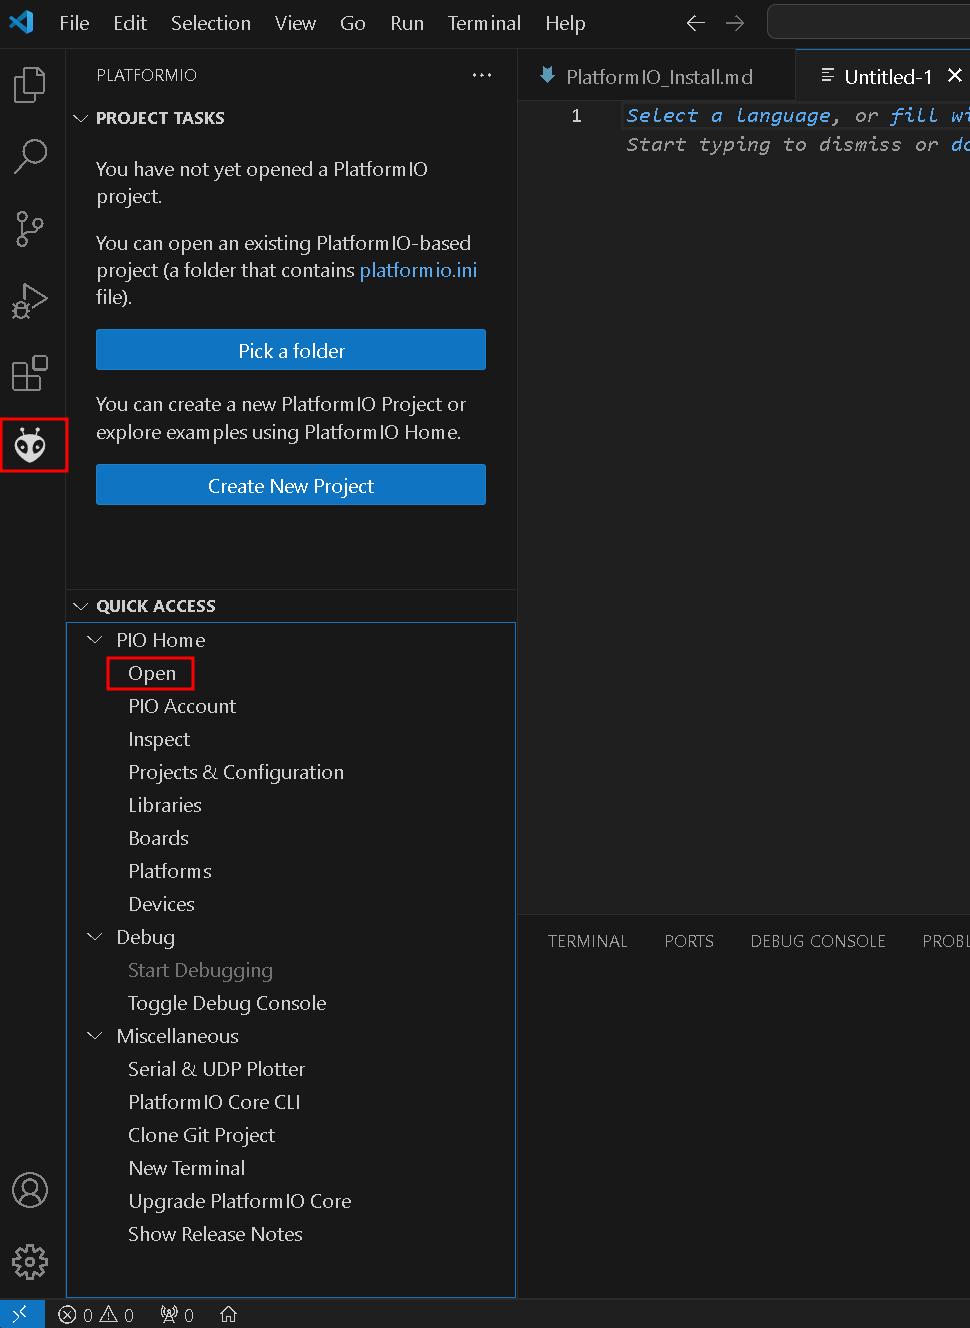 File Edit Selection View Go Run Terminal Help
PLATFORMIO
PlatformIO_Install.md
Untitled-1
PROJECT TASKS
1
Select a language, or fill wi
Start typing to dismiss or do
You have not yet opened a PlatformIO
project.
You can open an existing PlatformIO-based
project (a folder that contains platformio.ini
file).
Pick a folder
You can create a new PlatformIO Project or
explore examples using PlatformIO Home.
Create New Project
QUICK ACCESS
PIO Home
Open
PIO Account
Inspect
Projects & Configuration
Libraries
Boards
Platforms
Devices
Debug
Start Debugging
Toggle Debug Console
Miscellaneous
Serial & UDP Plotter
PlatformIO Core CLI
Clone Git Project
New Terminal
Upgrade PlatformIO Core
Show Release Notes
TERMINAL PORTS DEBUG CONSOLE PROBL
0 0 0